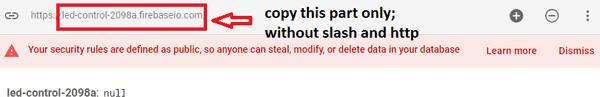 https://led-control-2098a.firebaseio.com/
copy this part only;
without slash and http
Your security rules are defined as public, so anyone can steal, modify, or delete data in your database
Learn more
Dismiss
led-control-2098a: null